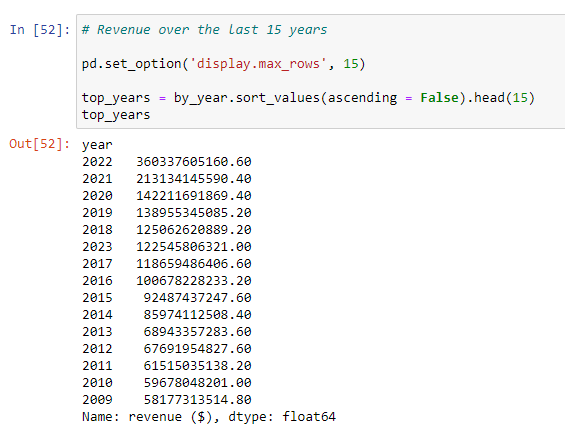 In [52]: # Revenue over the last 15 years
pd.set_option('display.max_rows', 15)
top_years = by_year.sort_values(ascending = False).head(15)
top_years
Out[52]: year
2022 360337605160.60
2021 213134145590.40
2020 142211691869.40
2019 138955345085.20
2018 125062620889.20
2023 122545806321.00
2017 118659486406.60
2016 100678228233.20
2015 92487437247.60
2014 85974112508.40
2013 68943357283.60
2012 67691954827.60
2011 61515035138.20
2010 59678048201.00
2009 58177313514.80
Name: revenue ($), dtype: float64